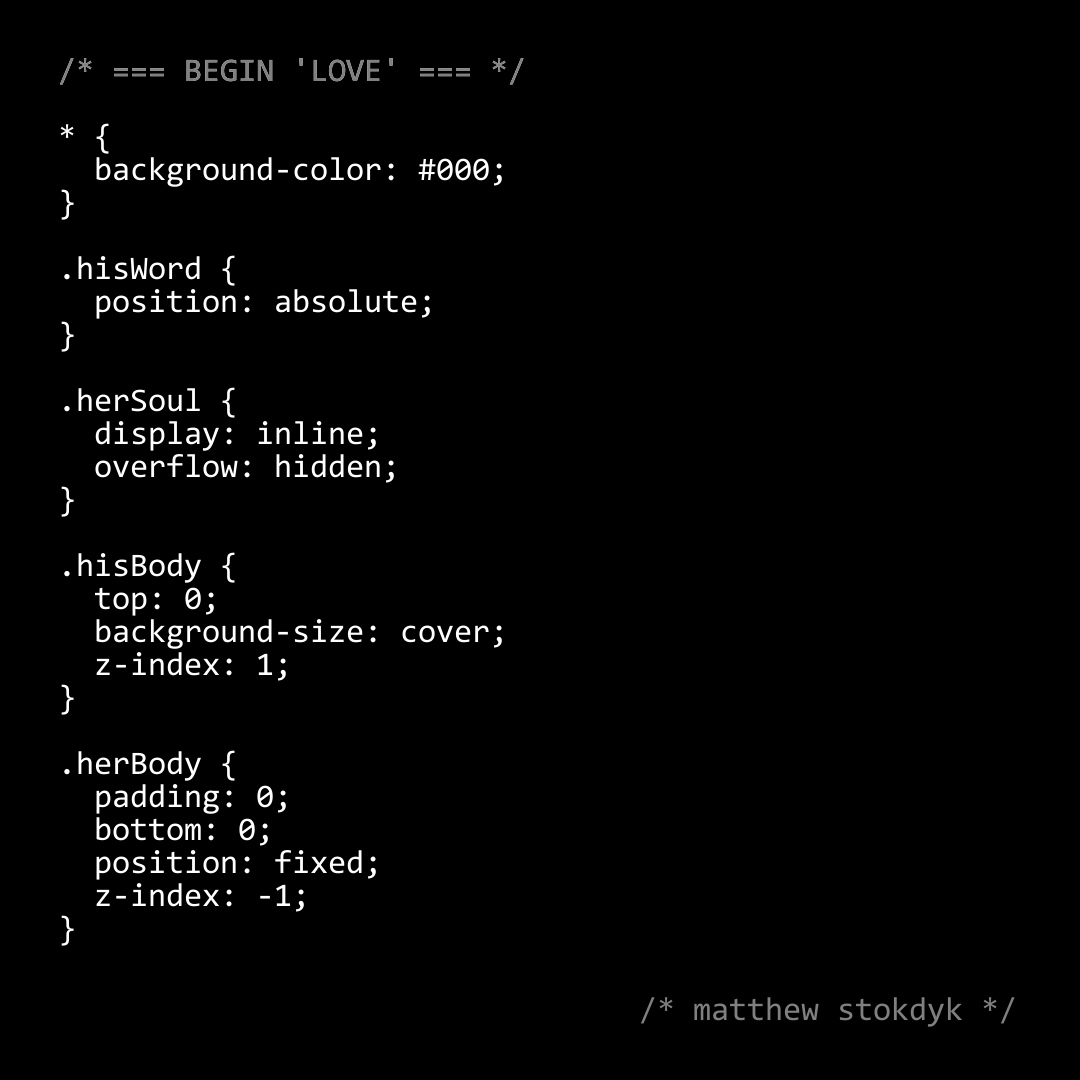 /* === BEGIN 'LOVE' === */
* {
  background-color: #000;
}
.hisWord {
  position: absolute;
}
.herSoul {
  display: inline;
  overflow: hidden;
}
.hisBody {
  top: 0;
  background-size: cover;
  z-index: 1;
}
.herBody {
  padding: 0;
  bottom: 0;
  position: fixed;
  z-index: -1;
}
/* matthew stokdyk */